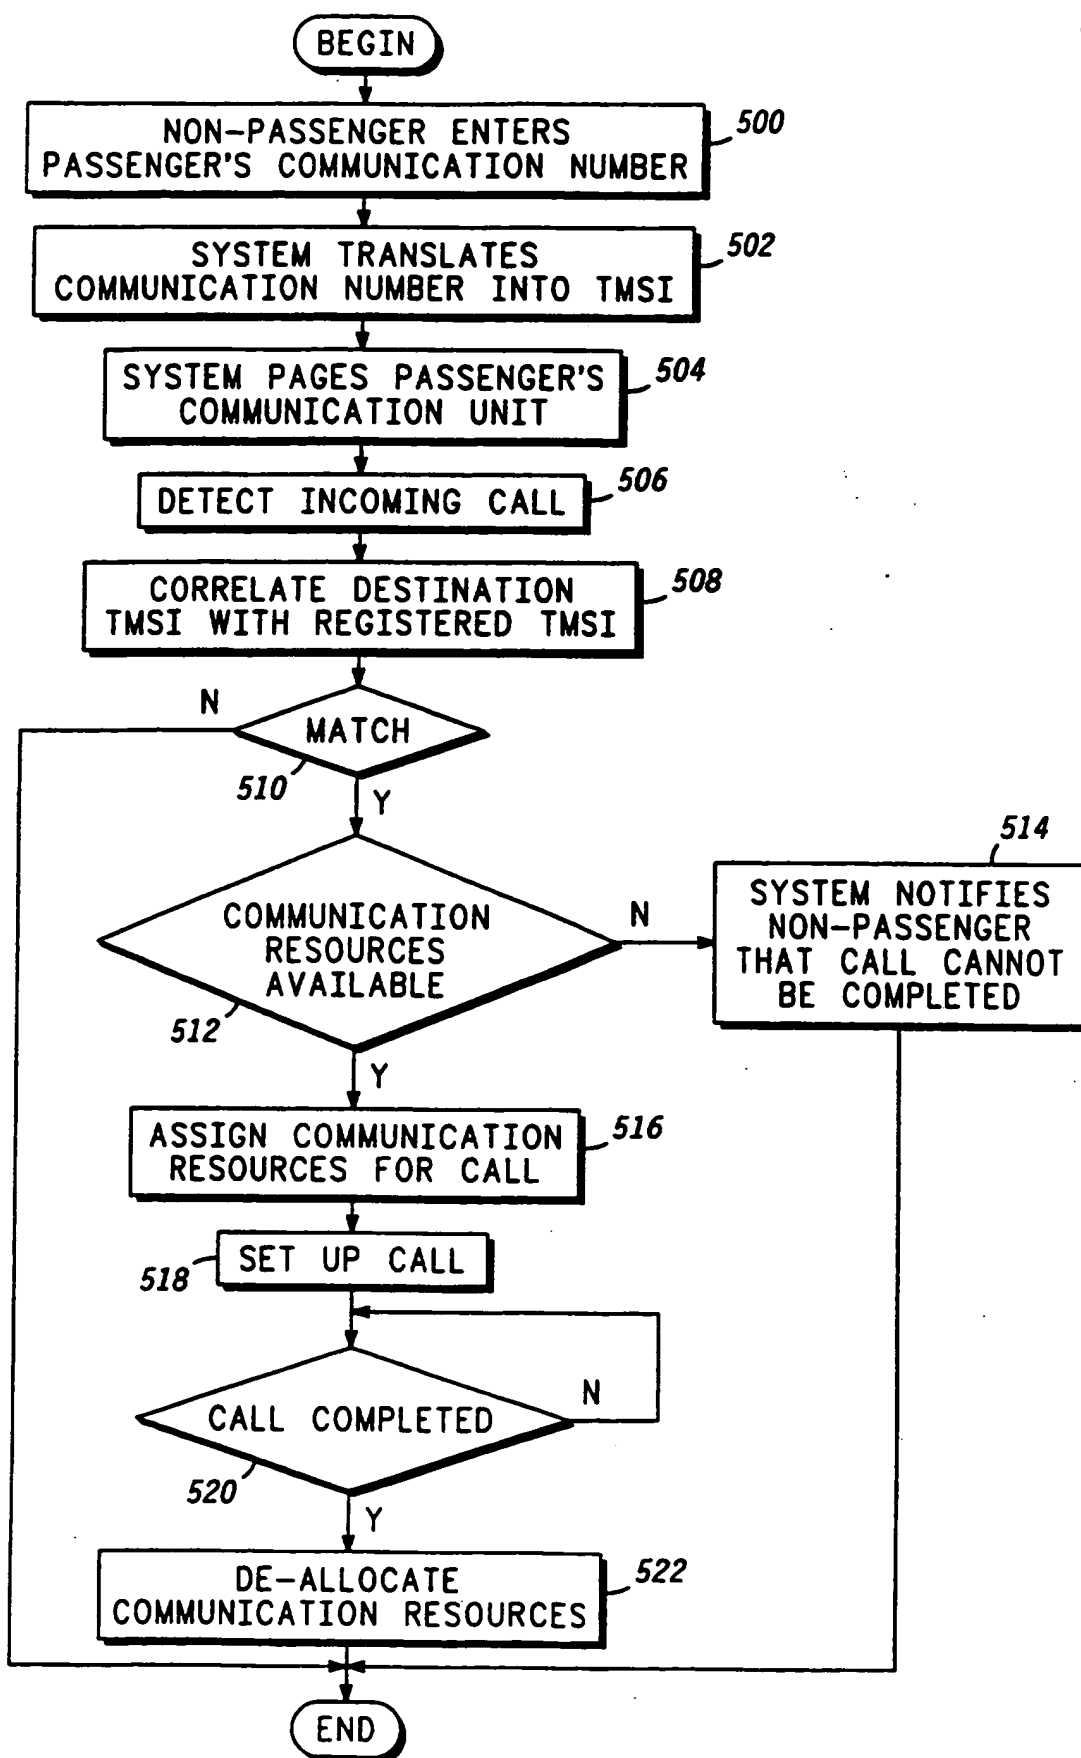 BEGIN
NON-PASSENGER ENTERS
PASSENGER'S COMMUNICATION NUMBER
500
SYSTEM TRANSLATES
COMMUNICATION NUMBER INTO TMSI
502
SYSTEM PAGES PASSENGER'S
COMMUNICATION UNIT
504
DETECT INCOMING CALL
506
CORRELATE DESTINATION
TMSI WITH REGISTERED TMSI
508
N
MATCH
510
Y
COMMUNICATION
RESOURCES
AVAILABLE
512
N
514
SYSTEM NOTIFIES
NON-PASSENGER
THAT CALL CANNOT
BE COMPLETED
Y
ASSIGN COMMUNICATION
RESOURCES FOR CALL
516
SET UP CALL
518
CALL COMPLETED
N
520
Y
DE-ALLOCATE
COMMUNICATION RESOURCES
522
END